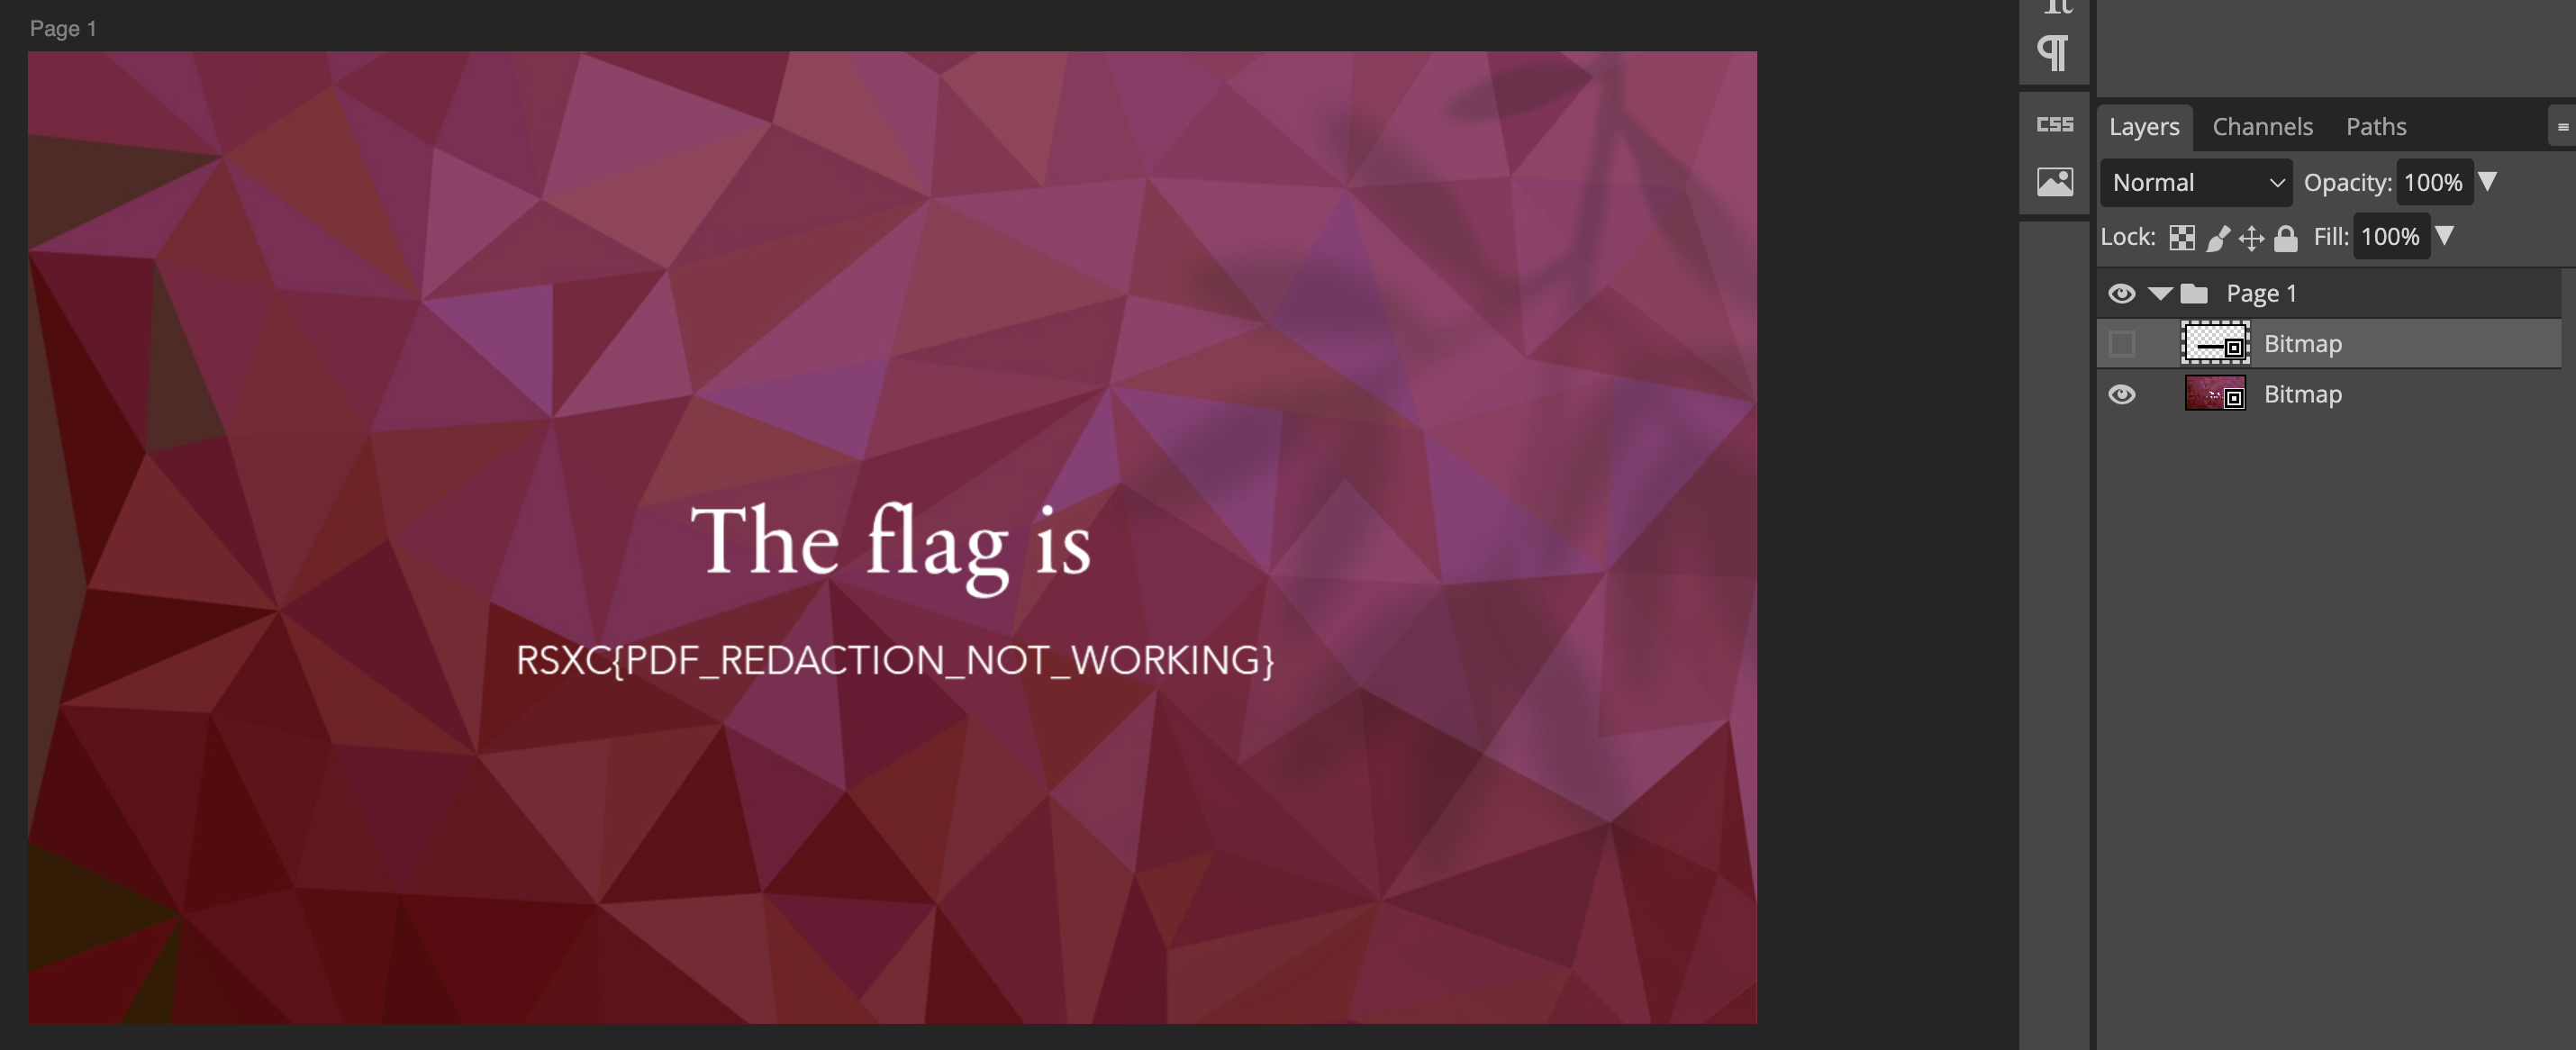 Page 1
The flag is
RSXC{PDF_REDACTION_NOT_WORKING}
CSS
Layers Channels Paths
Normal Opacity: 100%
Lock: Fill: 100%
Page 1
Bitmap
Bitmap